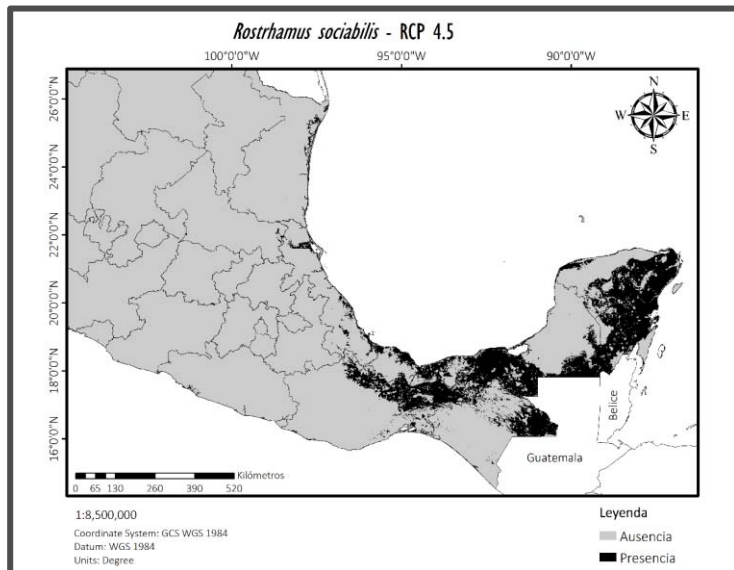 Rostrhamus sociabilis - RCP 4.5
100°0'0"W 95°0'0"W 90°0'0"W
N
W E
S
26°0'0"N
24°0'0"N
22°0'0"N
20°0'0"N
18°0'0"N
16°0'0"N
Belice
Guatemala
Kilómetros
0 65 130 260 390 520
1:8,500,000
Coordinate System: GCS WGS 1984
Datum: WGS 1984
Units: Degree
Leyenda
Ausencia
Presencia